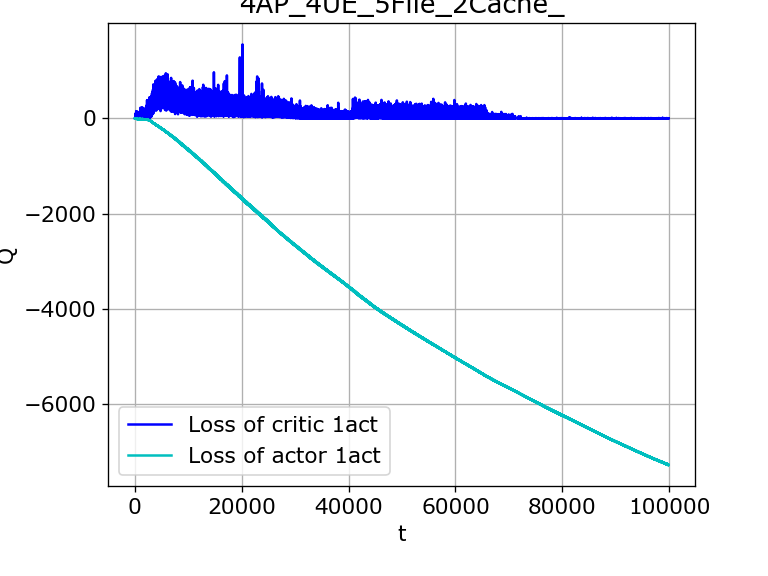 4AP_4UE_5File_2Cache_
0
−2000
−4000
−6000
Q
Loss of critic 1act
Loss of actor 1act
0 20000 40000 60000 80000 100000
t